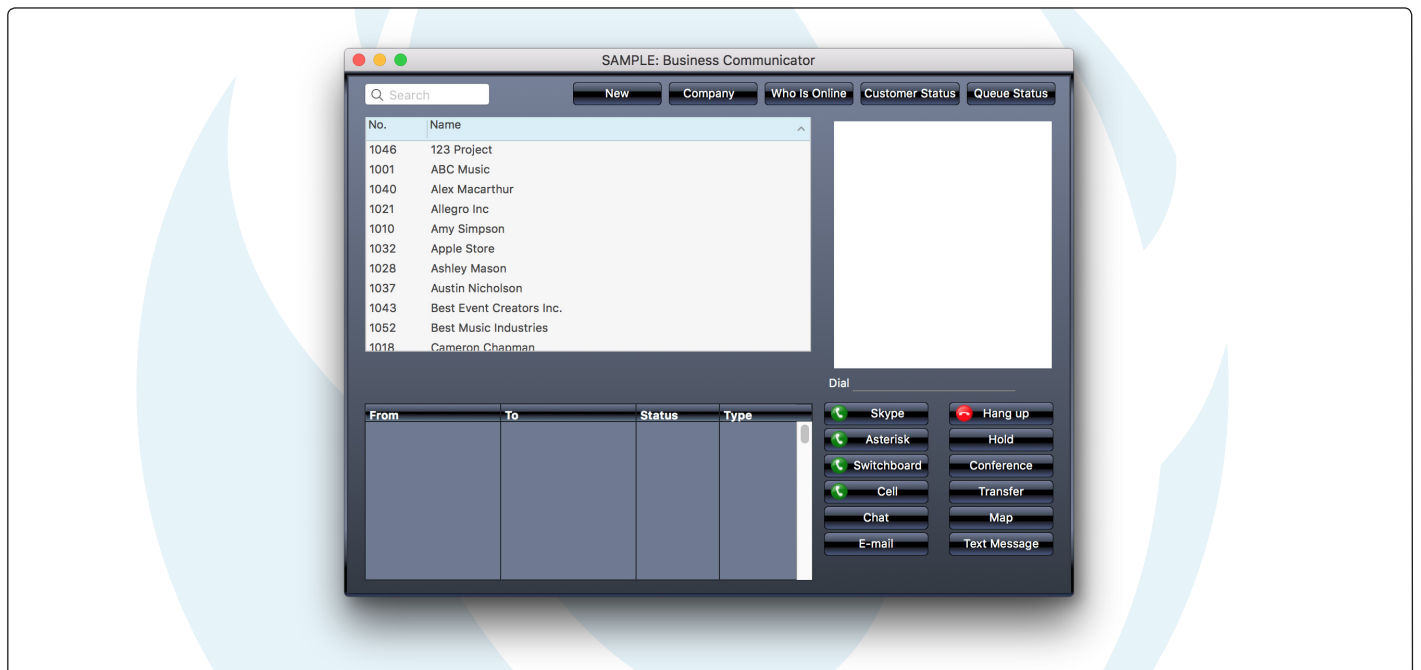 SAMPLE: Business Communicator
Search
New Company Who Is Online Customer Status Queue Status
No. Name
1046 123 Project
1001 ABC Music
1040 Alex Macarthur
1021 Allegro Inc
1010 Amy Simpson
1032 Apple Store
1028 Ashley Mason
1037 Austin Nicholson
1043 Best Event Creators Inc.
1052 Best Music Industries
1018 Cameron Chapman
Dial
From To Status Type
Skype Hang up
Asterisk Hold
Switchboard Conference
Cell Transfer
Chat Map
E-mail Text Message